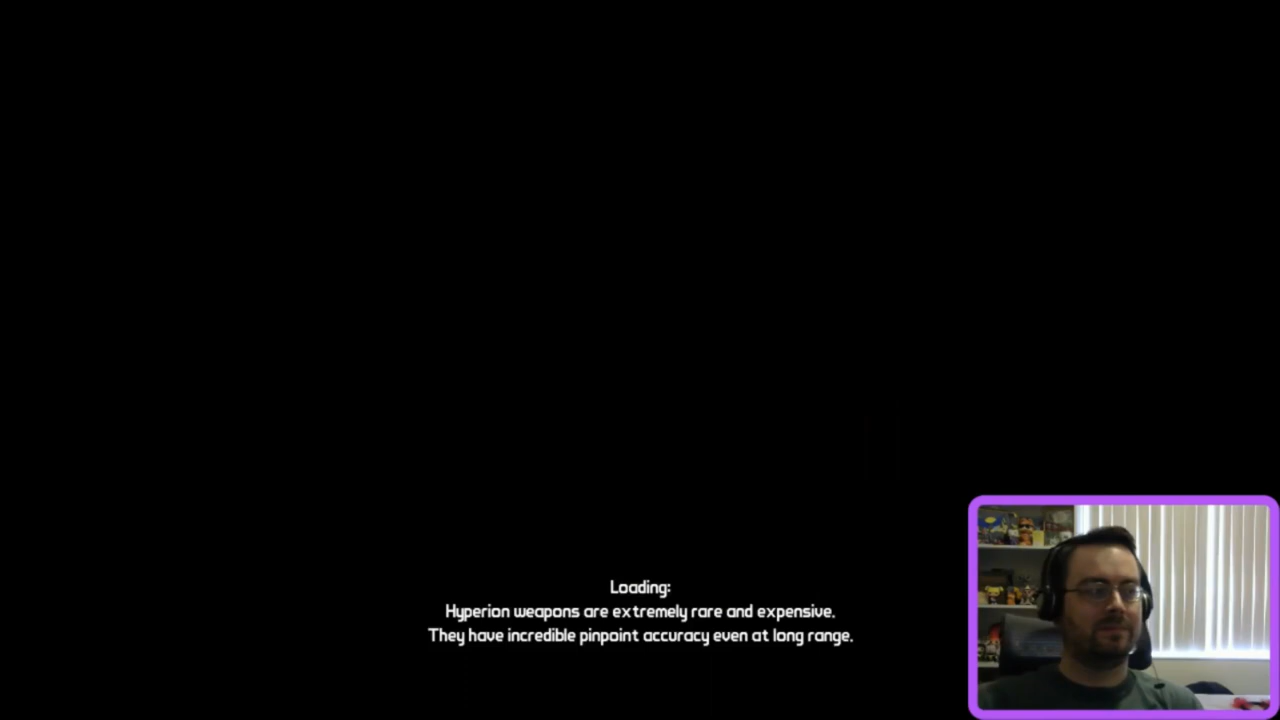 Loading:
Hyperion weapons are extremely rare and expensive.
They have incredible pinpoint accuracy even at long range.